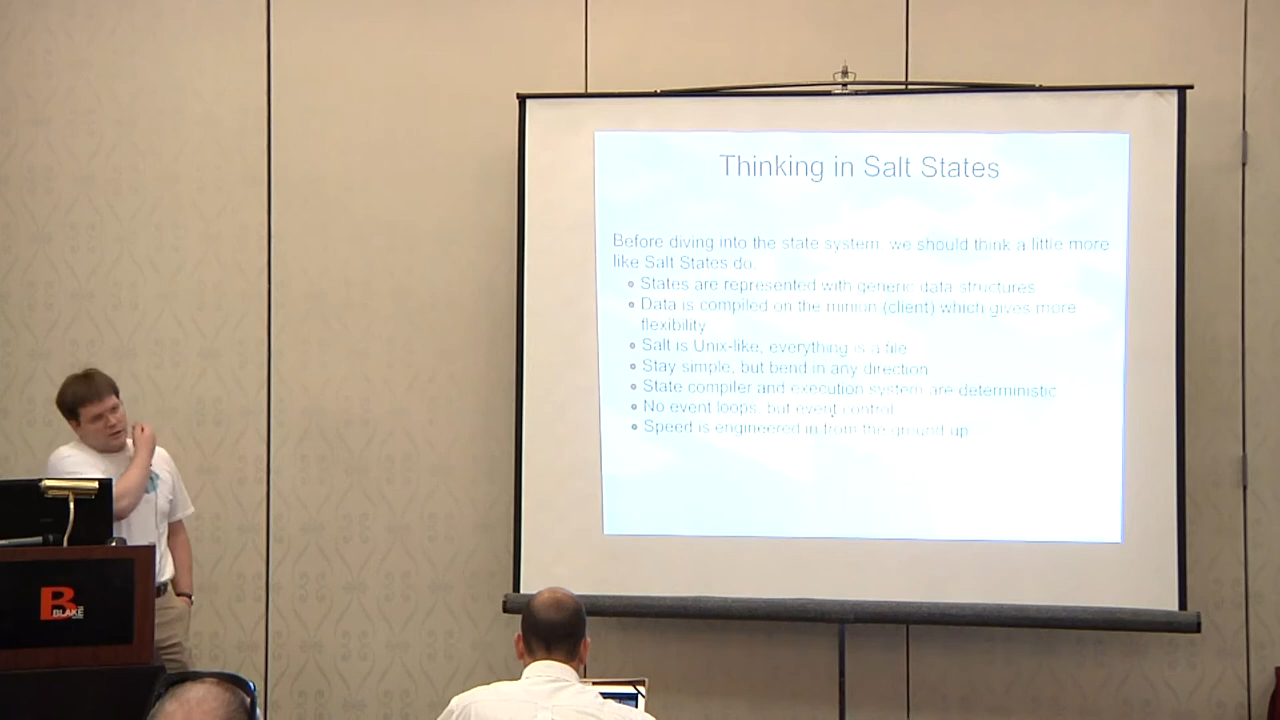 Thinking in Salt States
Before diving into the state system, we should think a little more
like Salt States do.
States are represented with generic data structures
Data is compiled on the minion (client) which gives more
flexibility
Salt is Unix-like, everything is a file
Stay simple, but bend in any direction
State compiler and execution system are deterministic
No event loops, but event control
Speed is engineered in from the ground up
B
BLAKE